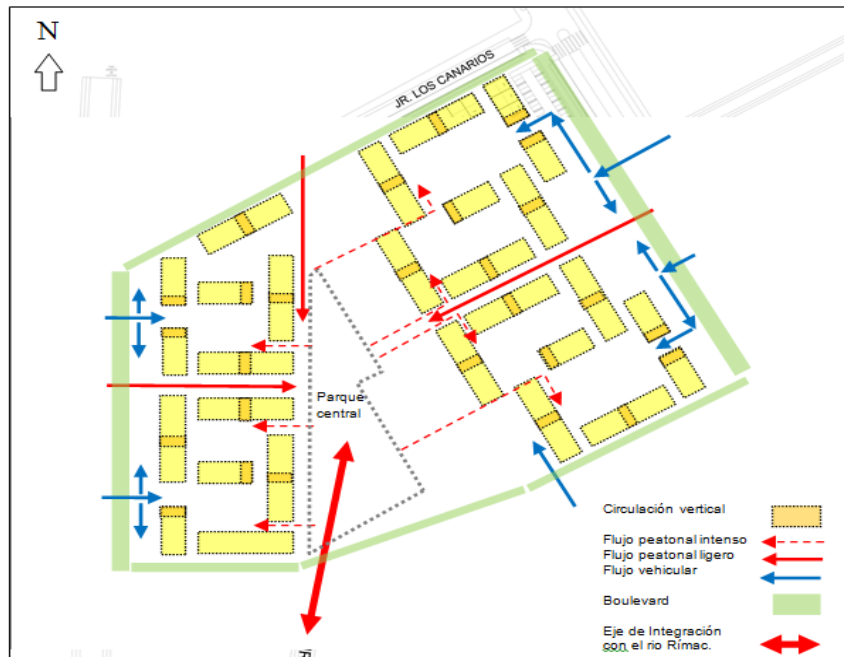 N
JR. LOS CANARIOS
Parque
central
Circulación vertical
Flujo peatonal intenso
Flujo peatonal ligero
Flujo vehicular
Boulevard
Eje de Integración
con el rio Rímac.